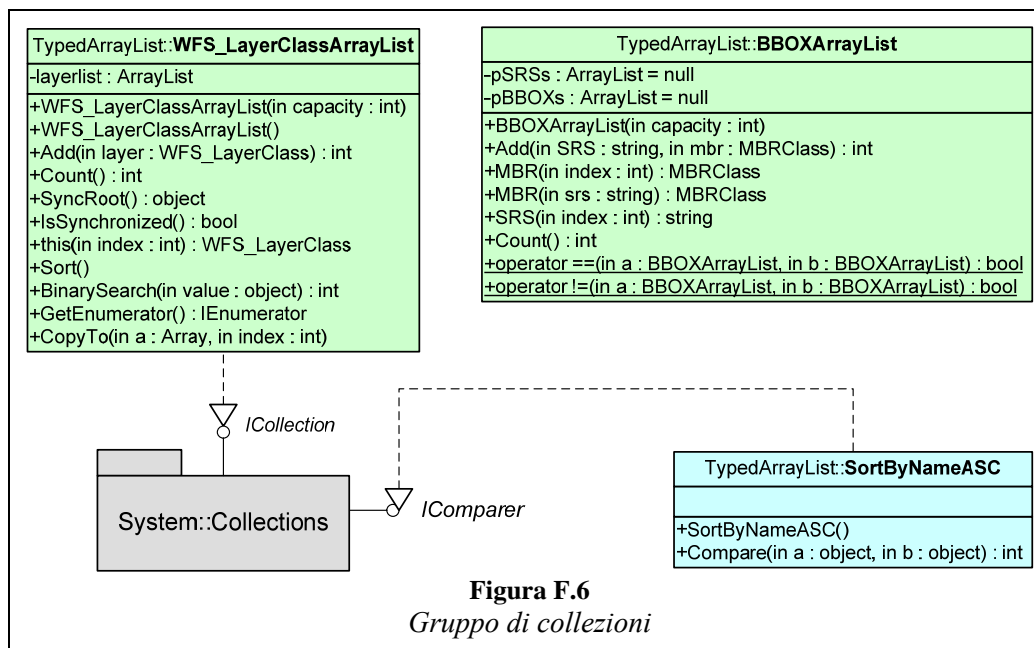 TypedArrayList::WFS_LayerClassArrayList
-layerlist : ArrayList
+WFS_LayerClassArrayList(in capacity : int)
+WFS_LayerClassArrayList()
+Add(in layer : WFS_LayerClass) : int
+Count() : int
+SyncRoot() : object
+IsSynchronized() : bool
+this(in index : int) : WFS_LayerClass
+Sort()
+BinarySearch(in value : object) : int
+GetEnumerator() : IEnumerator
+CopyTo(in a : Array, in index : int)
TypedArrayList::BBOXArrayList
-pSRSs : ArrayList = null
-pBBOXs : ArrayList = null
+BBOXArrayList(in capacity : int)
+Add(in SRS : string, in mbr : MBRClass) : int
+MBR(in index : int) : MBRClass
+MBR(in srs : string) : MBRClass
+SRS(in index : int) : string
+Count() : int
+operator ==(in a : BBOXArrayList, in b : BBOXArrayList) : bool
+operator !=(in a : BBOXArrayList, in b : BBOXArrayList) : bool
ICollection
System::Collections
IComparer
TypedArrayList::SortByNameASC
+SortByNameASC()
+Compare(in a : object, in b : object) : int
Figura F.6
Gruppo di collezioni